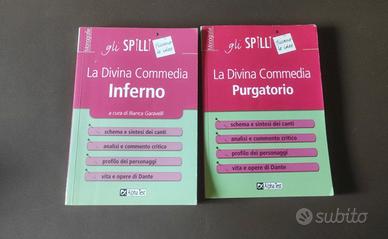 Monografie
gli SPILLI
La Divina Commedia
Inferno
a cura di Bianca Garavelli
schema e sintesi dei canti
analisi e commento critico
profilo dei personaggi
vita e opere di Dante
Alpha Test
Monografie
gli SPILLI
La Divina Commedia
Purgatorio
schema e sintesi dei canti
analisi e commento critico
profilo dei personaggi
vita e opere di Dante
Alpha Test
subito